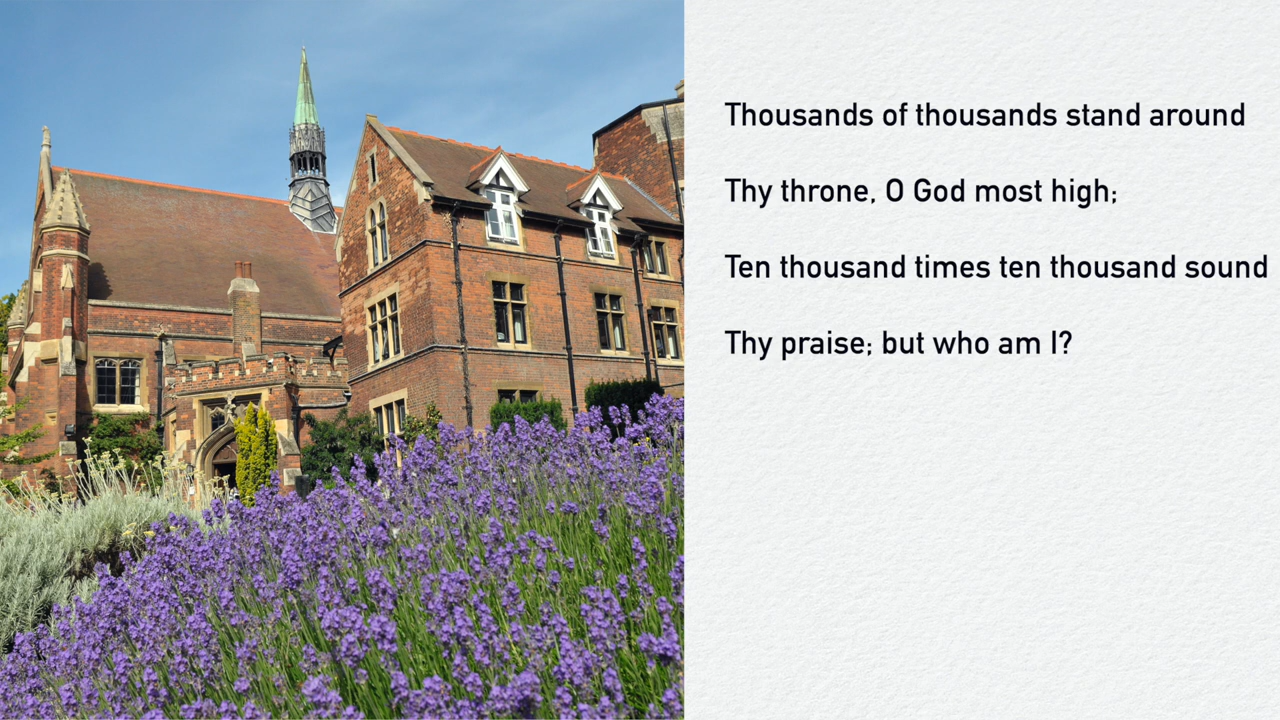 Thousands of thousands stand around
Thy throne, O God most high;
Ten thousand times ten thousand sound
Thy praise; but who am I?